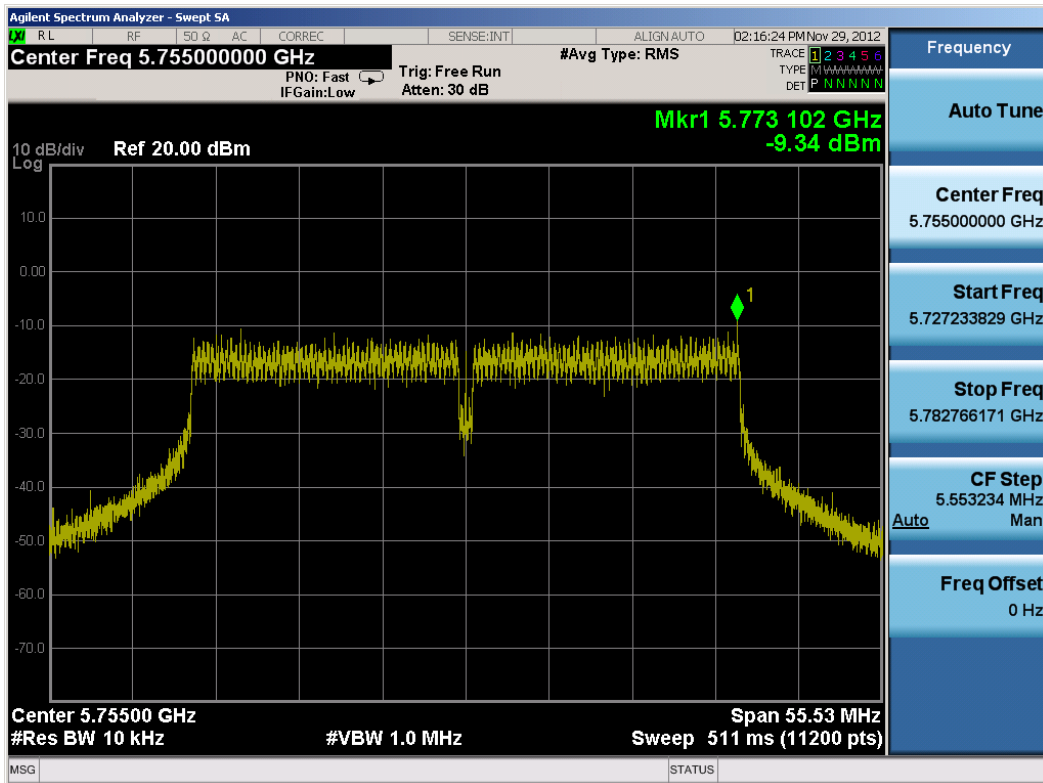 Agilent Spectrum Analyzer - Swept SA
LXI RL RF 50 Ω AC CORREC SENSE:INT ALIGN AUTO 02:16:24 PM Nov 29, 2012
Center Freq 5.755000000 GHz
PNO: Fast
IFGain:Low
Trig: Free Run
Atten: 30 dB
#Avg Type: RMS
TRACE 1 2 3 4 5 6
TYPE M WWWWW
DET P N N N N N
Mkr1 5.773 102 GHz
-9.34 dBm
10 dB/div Ref 20.00 dBm
Log
10.0
0.00
-10.0
-20.0
-30.0
-40.0
-50.0
-60.0
-70.0
1
Center 5.75500 GHz Span 55.53 MHz
#Res BW 10 kHz #VBW 1.0 MHz Sweep 511 ms (11200 pts)
MSG STATUS
Frequency
Auto Tune
Center Freq
5.755000000 GHz
Start Freq
5.727233829 GHz
Stop Freq
5.782766171 GHz
CF Step
5.553234 MHz
Auto Man
Freq Offset
0 Hz